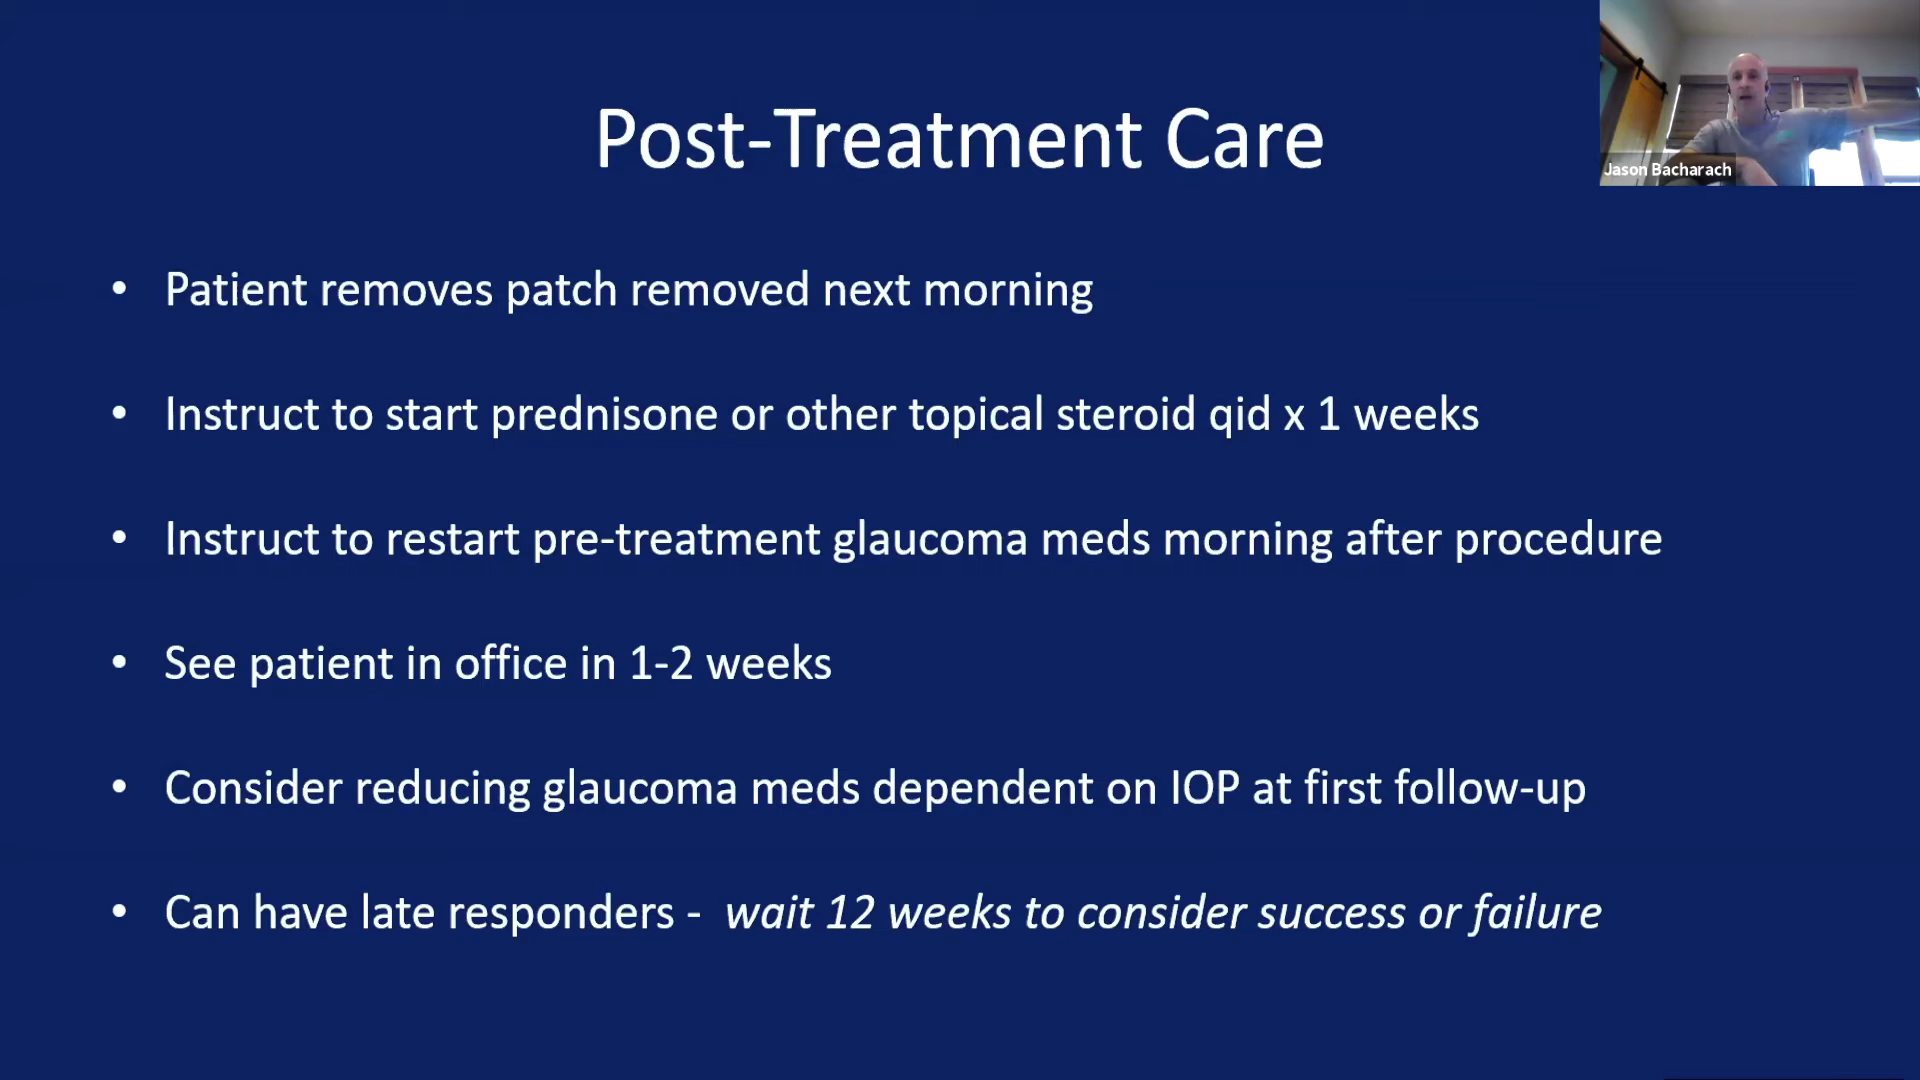 Post-Treatment Care
Jason Bacharach
• Patient removes patch removed next morning
• Instruct to start prednisone or other topical steroid qid x 1 weeks
• Instruct to restart pre-treatment glaucoma meds morning after procedure
• See patient in office in 1-2 weeks
• Consider reducing glaucoma meds dependent on IOP at first follow-up
• Can have late responders - wait 12 weeks to consider success or failure